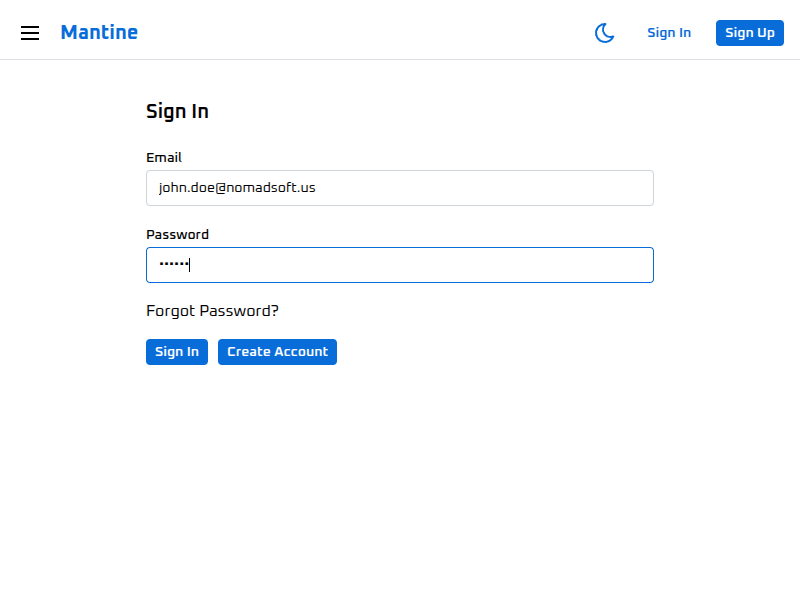 Mantine
Sign In
Sign Up
Sign In
Email
john.doe@nomadsoft.us
Password
••••••
Forgot Password?
Sign In
Create Account